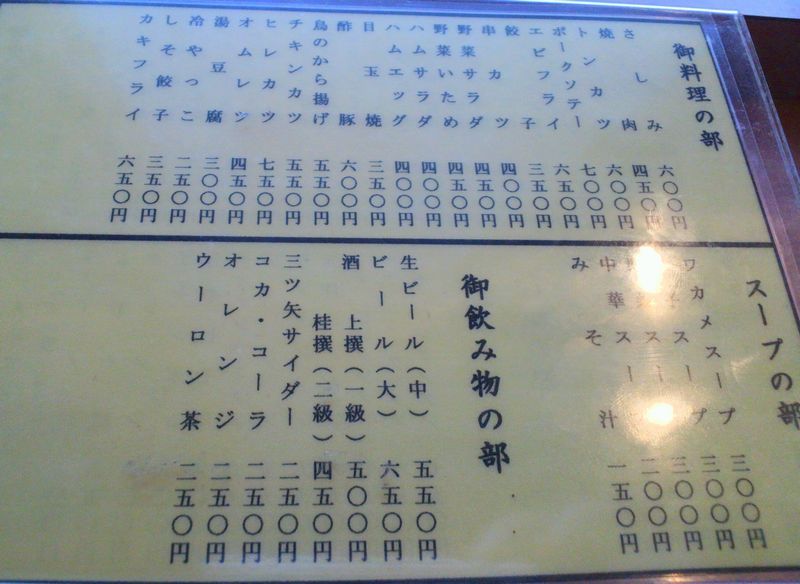 御料理の部
さしみ 六〇〇円
焼肉 四五〇円
トンカツ 六〇〇円
ポークソテー 七〇〇円
エビフライ 六五〇円
餃子 三五〇円
串カツ 四〇〇円
野菜サラダ 四五〇円
野菜いため 四五〇円
ハムサラダ 四〇〇円
ハムエッグ 四〇〇円
目玉焼 三五〇円
酢豚 六〇〇円
鳥のから揚げ 五五〇円
チキンカツ 五五〇円
ヒレカツ 七五〇円
オムレツ 四五〇円
湯豆腐 三〇〇円
冷やっこ 二五〇円
しそ餃子 三五〇円
カキフライ 六五〇円
スープの部
ワカメスープ 三〇〇円
スープ 三〇〇円
スープ 三〇〇円
中華スープ 二〇〇円
みそ汁 一五〇円
御飲み物の部
生ビール(中) 五五〇円
ビール(大) 六五〇円
酒 上撰(一級) 五〇〇円
桂撰(二級) 四五〇円
三ツ矢サイダー 二五〇円
コカ・コーラ 二五〇円
オレンジ 二五〇円
ウーロン茶 二五〇円